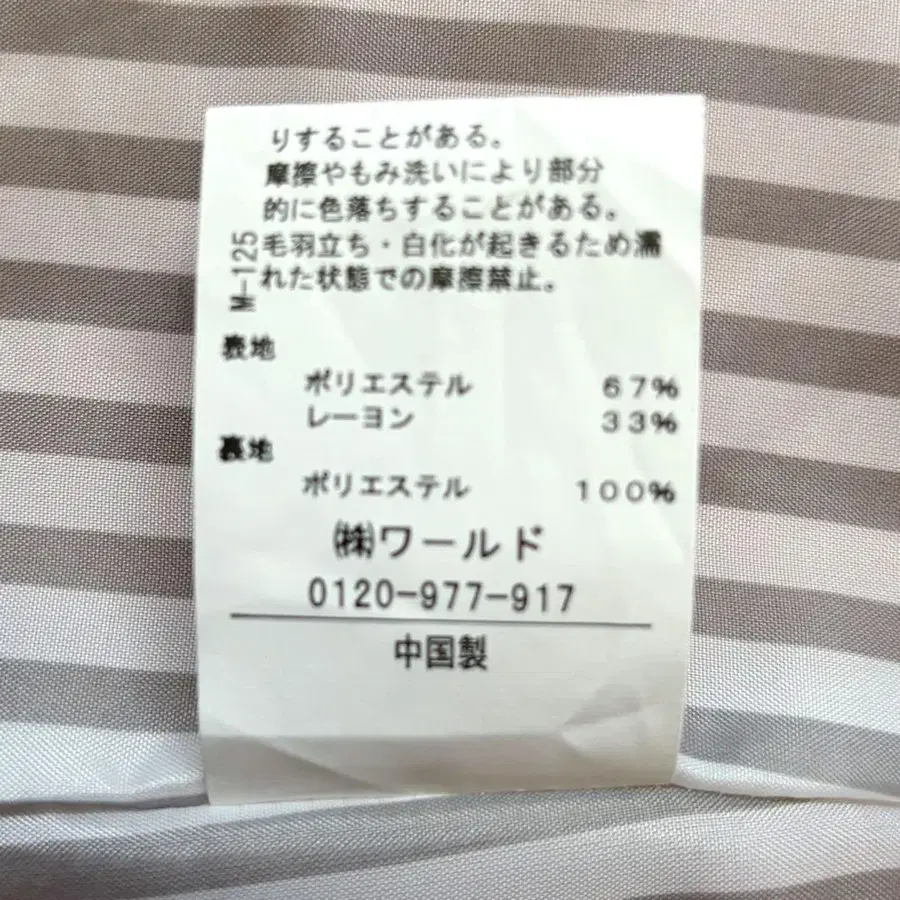 りすることがある。
摩擦やもみ洗いにより部分
的に色落ちすることがある。
毛羽立ち・白化が起きるため濡
れた状態での摩擦禁止。
M-125
表地
ポリエステル 67%
レーヨン 33%
裏地
ポリエステル 100%
㈱ワールド
0120-977-917
中国製